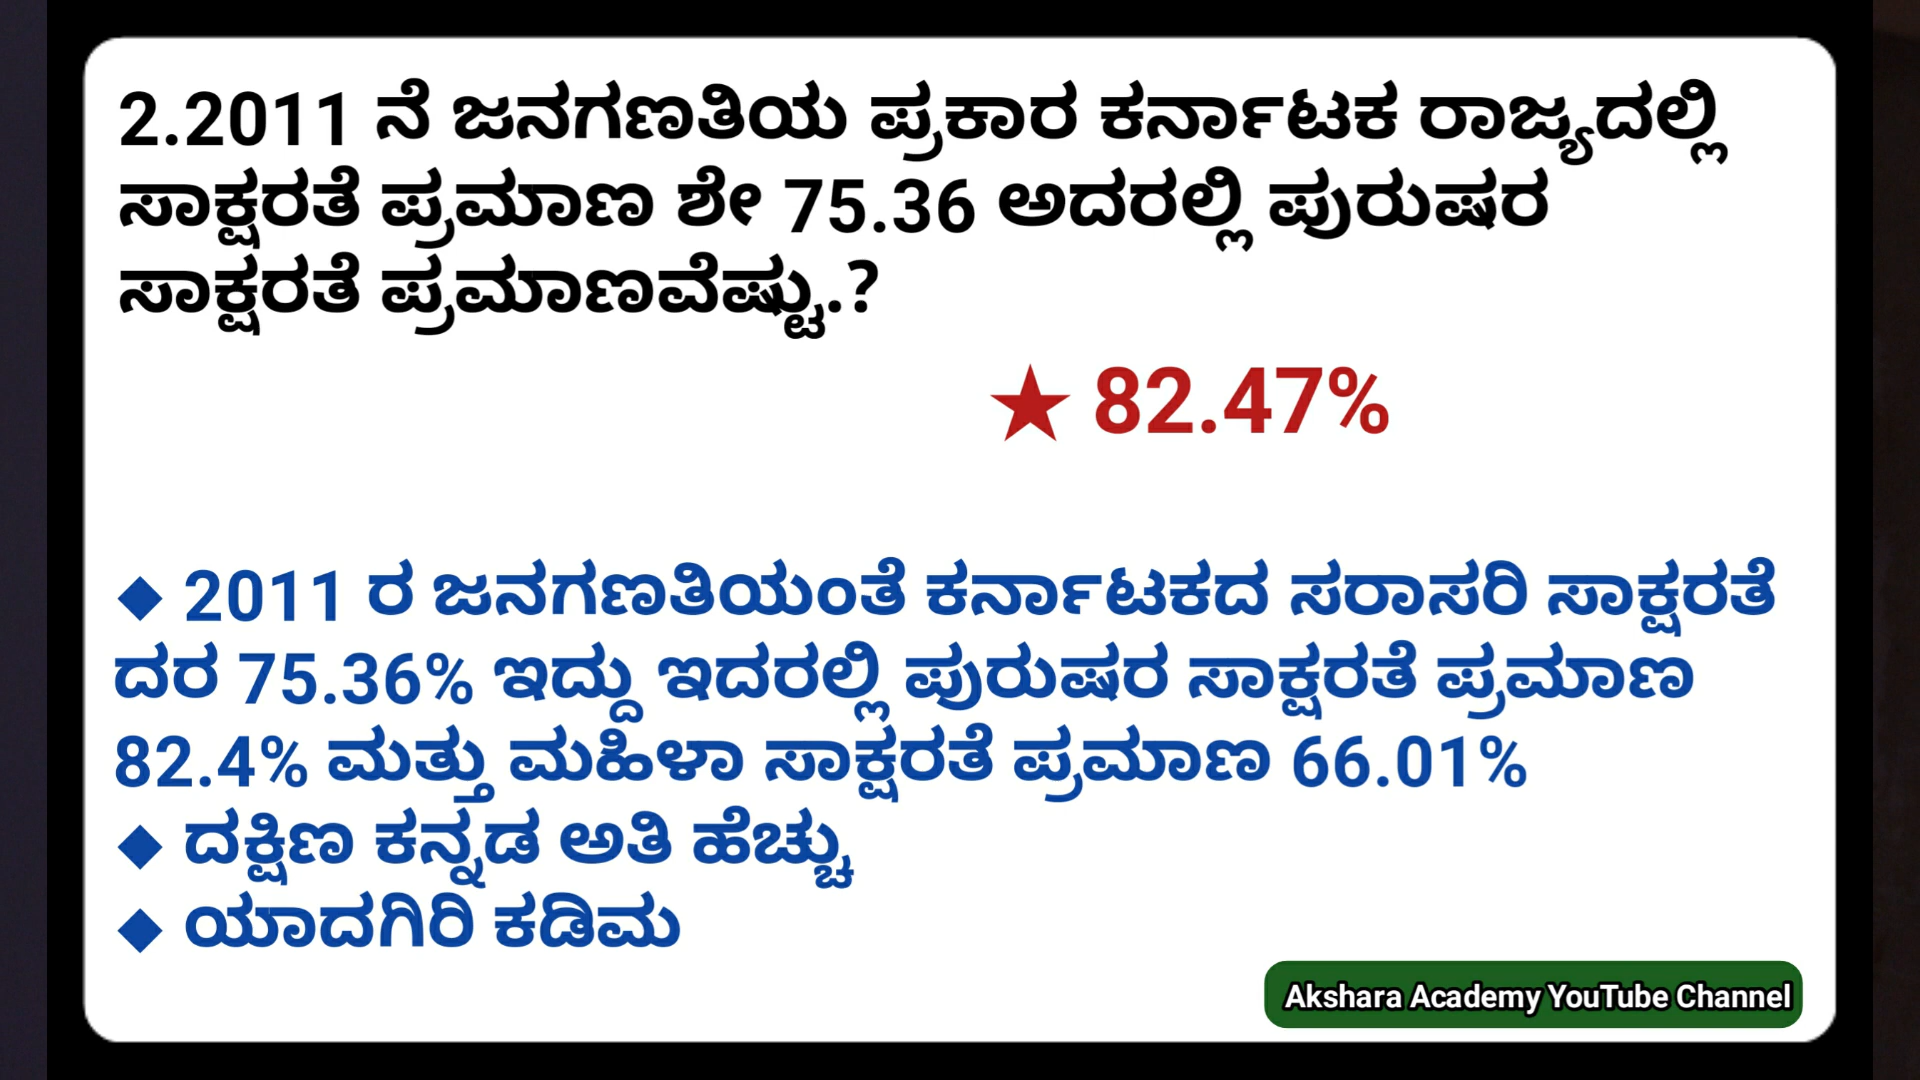 2.2011 ನೆ ಜನಗಣತಿಯ ಪ್ರಕಾರ ಕರ್ನಾಟಕ ರಾಜ್ಯದಲ್ಲಿ
ಸಾಕ್ಷರತೆ ಪ್ರಮಾಣ ಶೇ 75.36 ಅದರಲ್ಲಿ ಪುರುಷರ
ಸಾಕ್ಷರತೆ ಪ್ರಮಾಣವೆಷ್ಟು.?
★ 82.47%
◆ 2011 ರ ಜನಗಣತಿಯಂತೆ ಕರ್ನಾಟಕದ ಸರಾಸರಿ ಸಾಕ್ಷರತೆ
ದರ 75.36% ಇದ್ದು ಇದರಲ್ಲಿ ಪುರುಷರ ಸಾಕ್ಷರತೆ ಪ್ರಮಾಣ
82.4% ಮತ್ತು ಮಹಿಳಾ ಸಾಕ್ಷರತೆ ಪ್ರಮಾಣ 66.01%
◆ ದಕ್ಷಿಣ ಕನ್ನಡ ಅತಿ ಹೆಚ್ಚು
◆ ಯಾದಗಿರಿ ಕಡಿಮ
Akshara Academy YouTube Channel